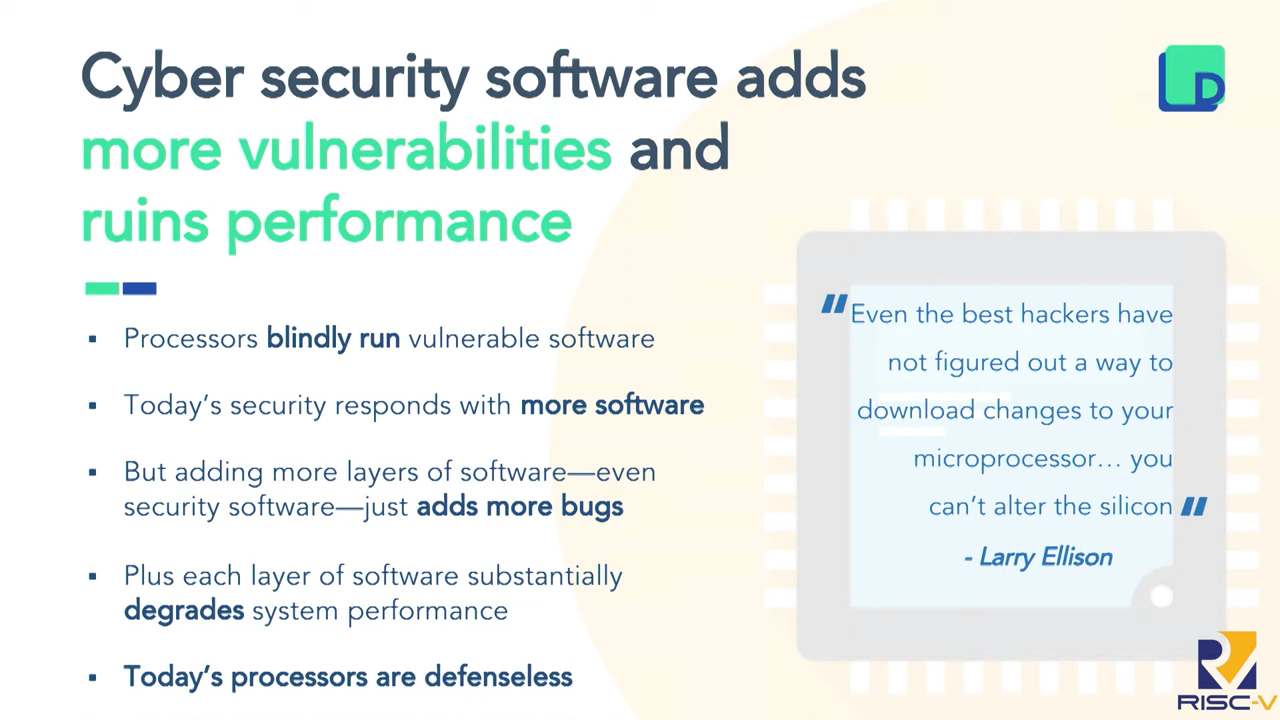 Cyber security software adds
more vulnerabilities and
ruins performance
D
▪ Processors blindly run vulnerable software
▪ Today’s security responds with more software
▪ But adding more layers of software—even
security software—just adds more bugs
▪ Plus each layer of software substantially
degrades system performance
▪ Today’s processors are defenseless
"Even the best hackers have
not figured out a way to
download changes to your
microprocessor... you
can’t alter the silicon"
- Larry Ellison
RISC-V